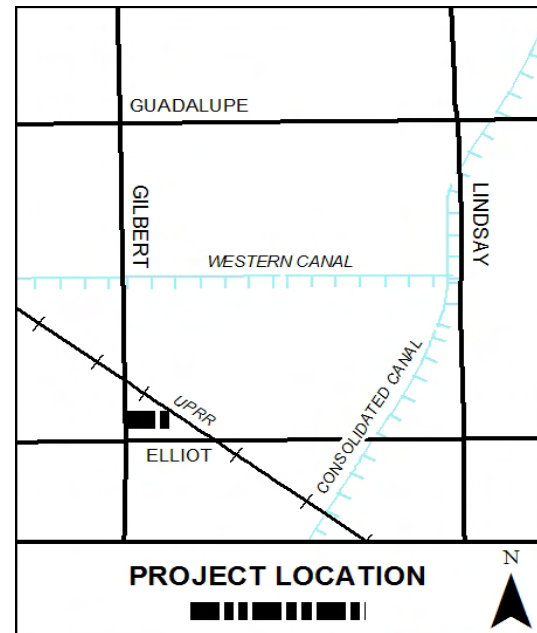 GUADALUPE
GILBERT
LINDSAY
WESTERN CANAL
UPRR
CONSOLIDATED CANAL
ELLIOT
PROJECT LOCATION
N